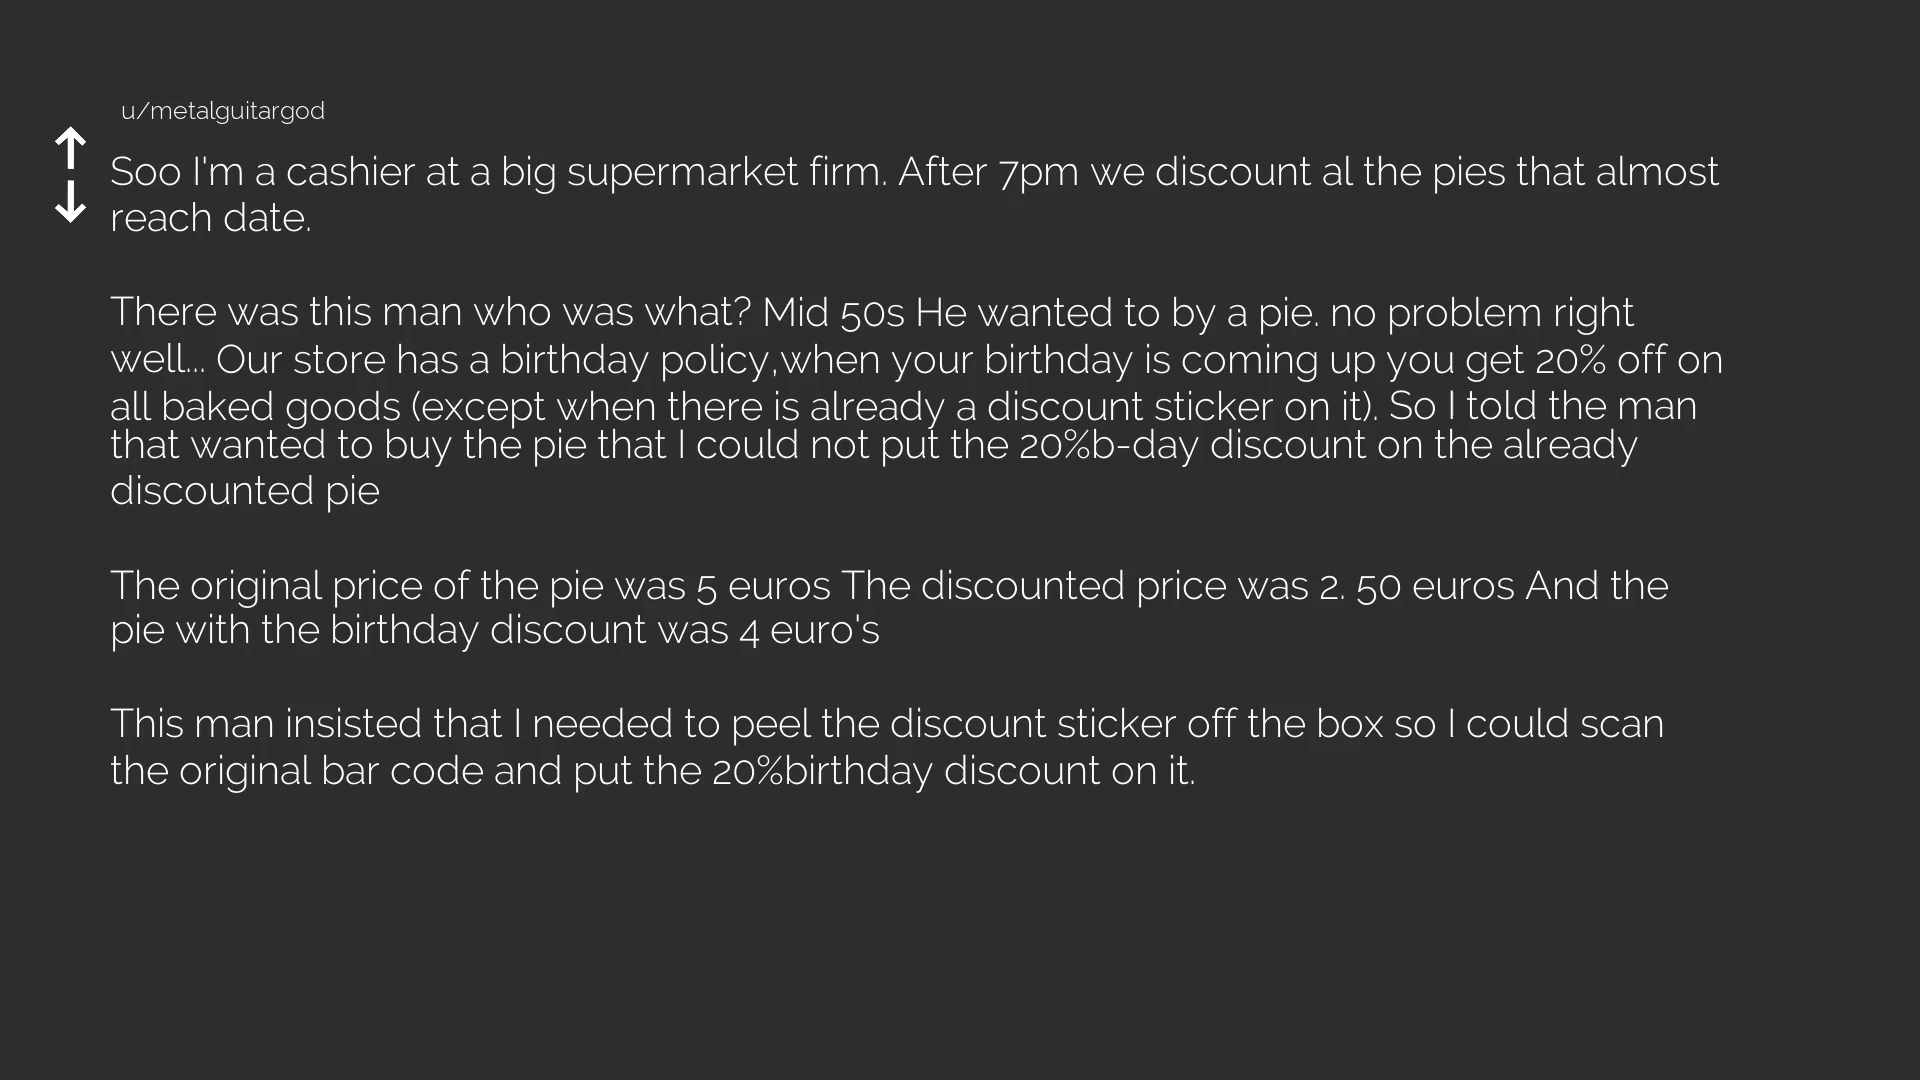 u/metalguitargod
Soo I'm a cashier at a big supermarket firm. After 7pm we discount al the pies that almost
reach date.
There was this man who was what? Mid 50s He wanted to by a pie. no problem right
well... Our store has a birthday policy,when your birthday is coming up you get 20% off on
all baked goods (except when there is already a discount sticker on it). So I told the man
that wanted to buy the pie that I could not put the 20%b-day discount on the already
discounted pie
The original price of the pie was 5 euros The discounted price was 2. 50 euros And the
pie with the birthday discount was 4 euro's
This man insisted that I needed to peel the discount sticker off the box so I could scan
the original bar code and put the 20%birthday discount on it.